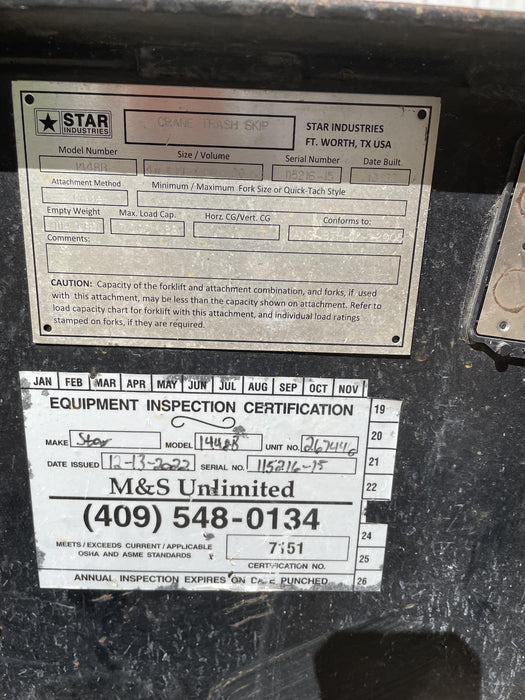 STAR INDUSTRIES
CRANE TRASH SKIP
STAR INDUSTRIES
FT. WORTH, TX USA
Model Number
Size / Volume
Serial Number
Date Built
1448B
115216-15
Attachment Method
Minimum / Maximum Fork Size or Quick-Tach Style
Empty Weight
Max. Load Cap.
Horz. CG/Vert. CG
Conforms to:
Comments:
CAUTION: Capacity of the forklift and attachment combination, and forks, if used
with this attachment, may be less than the capacity shown on attachment. Refer to
load capacity chart for forklift with this attachment, and individual load ratings
stamped on forks, if they are required.
JAN FEB MAR APR MAY JUN JUL AUG SEP OCT NOV
EQUIPMENT INSPECTION CERTIFICATION
19
20
21
22
24
25
26
MAKE Star MODEL 1448B UNIT NO. 267446
DATE ISSUED 12-13-2022 SERIAL NO. 115216-15
M&S Unlimited
(409) 548-0134
MEETS/EXCEEDS CURRENT/APPLICABLE
OSHA AND ASME STANDARDS
7151
CERTIFICATION NO.
ANNUAL INSPECTION EXPIRES ON DATE PUNCHED